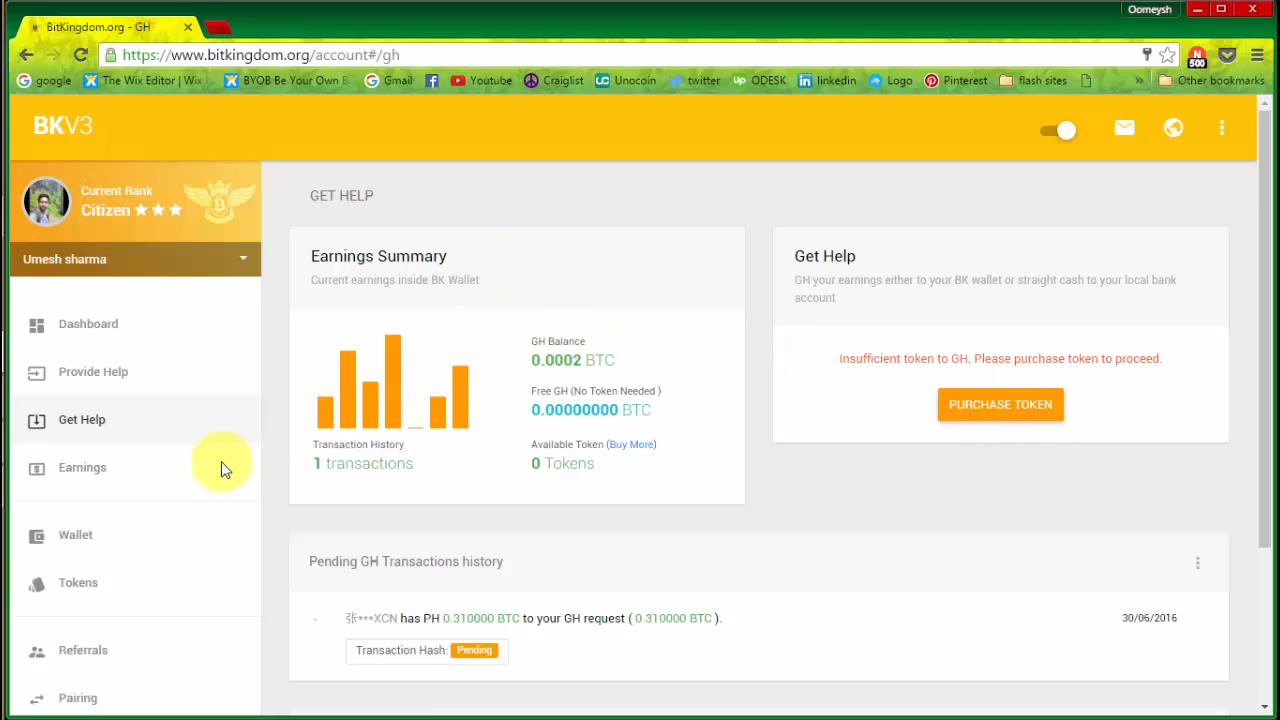 Oomeysh
BitKingdom.org - GH
https://www.bitkingdom.org/account#/gh
N
500
google
The Wix Editor | Wix
BYOB Be Your Own B
Gmail
Youtube
Craiglist
Unocoin
twitter
Up ODESK
linkedin
Logo
Pinterest
flash sites
»
Other bookmarks
BKV3
Current Rank
Citizen
Umesh sharma
Dashboard
Provide Help
Get Help
Earnings
Wallet
Tokens
Referrals
Pairing
GET HELP
Earnings Summary
Current earnings inside BK Wallet
GH Balance
0.0002 BTC
Free GH (No Token Needed )
0.00000000 BTC
Transaction History
1 transactions
Available Token (Buy More)
0 Tokens
Get Help
GH your earnings either to your BK wallet or straight cash to your local bank
account
Insufficient token to GH. Please purchase token to proceed.
PURCHASE TOKEN
Pending GH Transactions history
张***XCN has PH 0.310000 BTC to your GH request ( 0.310000 BTC ).
30/06/2016
Transaction Hash: Pending